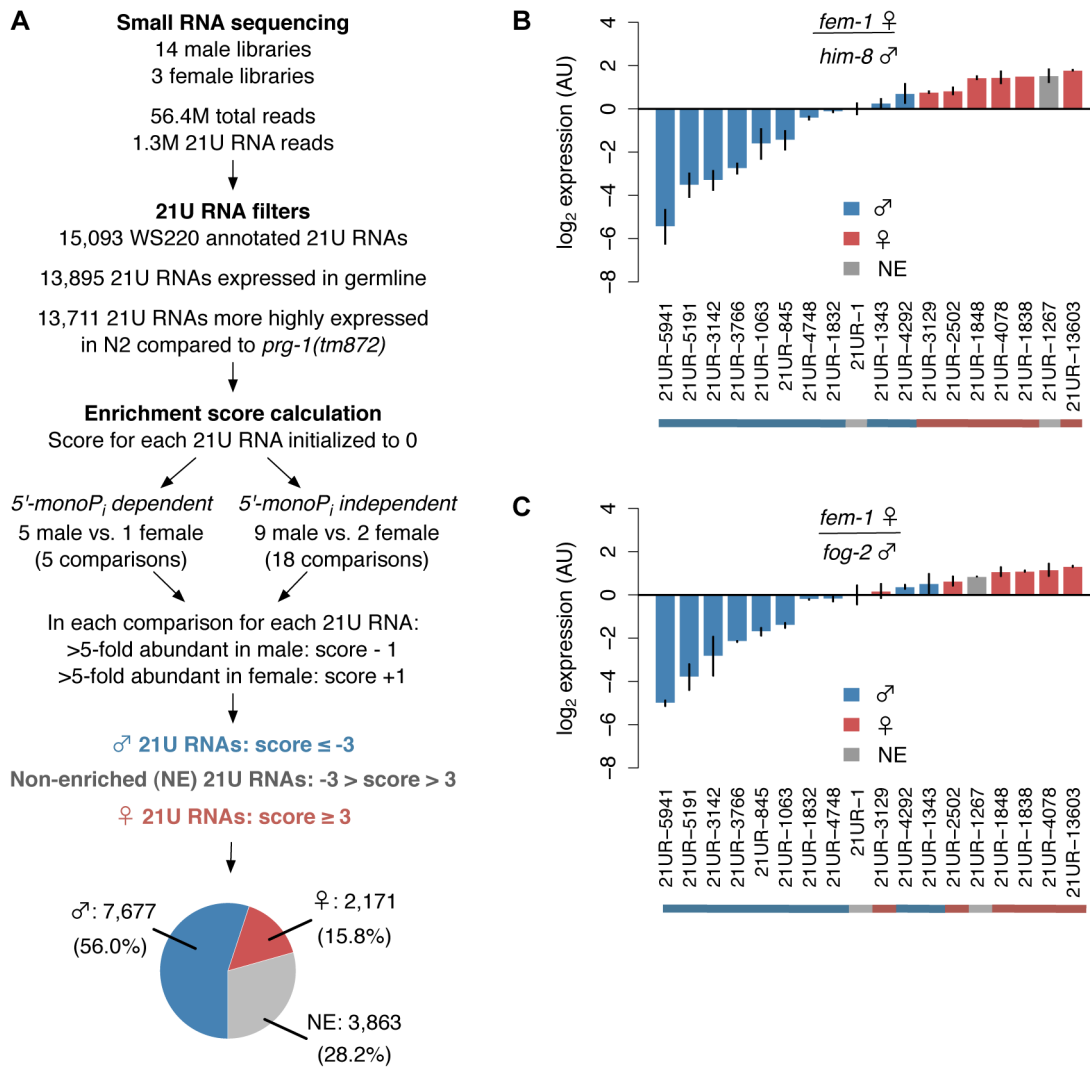 A
Small RNA sequencing
14 male libraries
3 female libraries
56.4M total reads
1.3M 21U RNA reads
21U RNA filters
15,093 WS220 annotated 21U RNAs
13,895 21U RNAs expressed in germline
13,711 21U RNAs more highly expressed
in N2 compared to prg-1(tm872)
Enrichment score calculation
Score for each 21U RNA initialized to 0
5'-monoPi dependent
5 male vs. 1 female
(5 comparisons)
5'-monoPi independent
9 male vs. 2 female
(18 comparisons)
In each comparison for each 21U RNA:
>5-fold abundant in male: score - 1
>5-fold abundant in female: score +1
♂ 21U RNAs: score ≤ -3
Non-enriched (NE) 21U RNAs: -3 > score > 3
♀ 21U RNAs: score ≥ 3
♂: 7,677
(56.0%)
♀: 2,171
(15.8%)
NE: 3,863
(28.2%)
B
fem-1 ♀
him-8 ♂
log2 expression (AU)
4
2
0
−2
−4
−6
−8
♂
♀
NE
21UR−5941
21UR−5191
21UR−3142
21UR−3766
21UR−1063
21UR−845
21UR−4748
21UR−1832
21UR−1
21UR−1343
21UR−4292
21UR−3129
21UR−2502
21UR−1848
21UR−4078
21UR−1838
21UR−1267
21UR−13603
C
fem-1 ♀
fog-2 ♂
log2 expression (AU)
4
2
0
−2
−4
−6
−8
♂
♀
NE
21UR−5941
21UR−5191
21UR−3142
21UR−3766
21UR−845
21UR−1063
21UR−1832
21UR−4748
21UR−1
21UR−3129
21UR−4292
21UR−1343
21UR−2502
21UR−1267
21UR−1848
21UR−1838
21UR−4078
21UR−13603